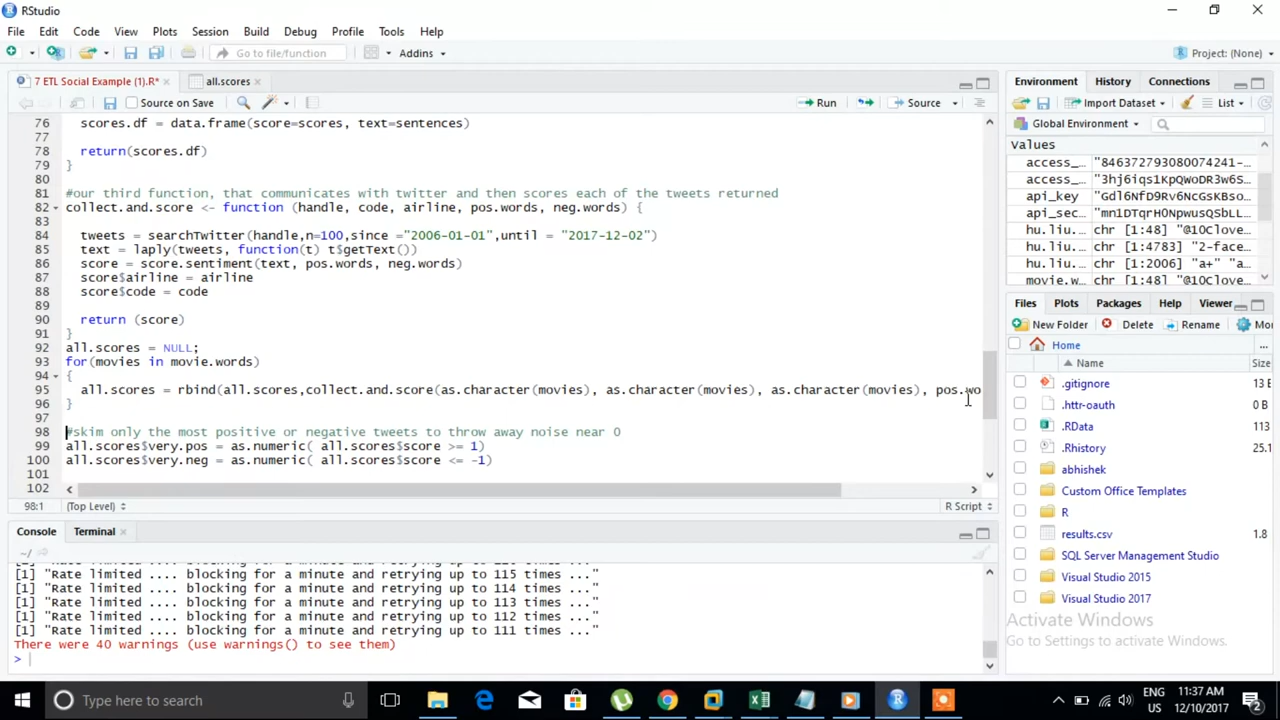 RStudio
File Edit Code View Plots Session Build Debug Profile Tools Help
Go to file/function Addins Project: (None)
7 ETL Social Example (1).R* all.scores
Source on Save Run Source
76 scores.df = data.frame(score=scores, text=sentences)
77
78 return(scores.df)
79 }
80
81 #our third function, that communicates with twitter and then scores each of the tweets returned
82 collect.and.score <- function (handle, code, airline, pos.words, neg.words) {
83
84 tweets = searchTwitter(handle,n=100,since ="2006-01-01",until = "2017-12-02")
85 text = laply(tweets, function(t) t$getText())
86 score = score.sentiment(text, pos.words, neg.words)
87 score$airline = airline
88 score$code = code
89
90 return (score)
91 }
92 all.scores = NULL;
93 for(movies in movie.words)
94 {
95 all.scores = rbind(all.scores,collect.and.score(as.character(movies), as.character(movies), as.character(movies), pos.wo
96 }
97
98 #skim only the most positive or negative tweets to throw away noise near 0
99 all.scores$very.pos = as.numeric( all.scores$score >= 1)
100 all.scores$very.neg = as.numeric( all.scores$score <= -1)
101
102
98:1 (Top Level) R Script
Console Terminal
~/
[1] "Rate limited .... blocking for a minute and retrying up to 115 times ..."
[1] "Rate limited .... blocking for a minute and retrying up to 114 times ..."
[1] "Rate limited .... blocking for a minute and retrying up to 113 times ..."
[1] "Rate limited .... blocking for a minute and retrying up to 112 times ..."
[1] "Rate limited .... blocking for a minute and retrying up to 111 times ..."
There were 40 warnings (use warnings() to see them)
>
Environment History Connections
Import Dataset List
Global Environment
Values
access_… "846372793080074241-…
access_… "3hj6iqs1KpQWoDR3w6S…
api_key "Gdl6NfD9Rv6NcGsKBso…
api_sec… "mn1DTqrH0NpwusQSbLL…
hu.liu.… chr [1:48] "@10Clove…
hu.liu.… chr [1:4783] "2-face…
hu.liu.… chr [1:2006] "a+" "a…
movie.w… chr [1:48] "@10Clove…
Files Plots Packages Help Viewer
New Folder Delete Rename Mor
Home ...
Name Size
.gitignore 13 B
.httr-oauth 0 B
.RData 113
.Rhistory 25.1
abhishek
Custom Office Templates
R
results.csv 1.8
SQL Server Management Studio
Visual Studio 2015
Visual Studio 2017
Activate Windows
Go to Settings to activate Windows.
Type here to search
ENG
US
11:37 AM
12/10/2017
2